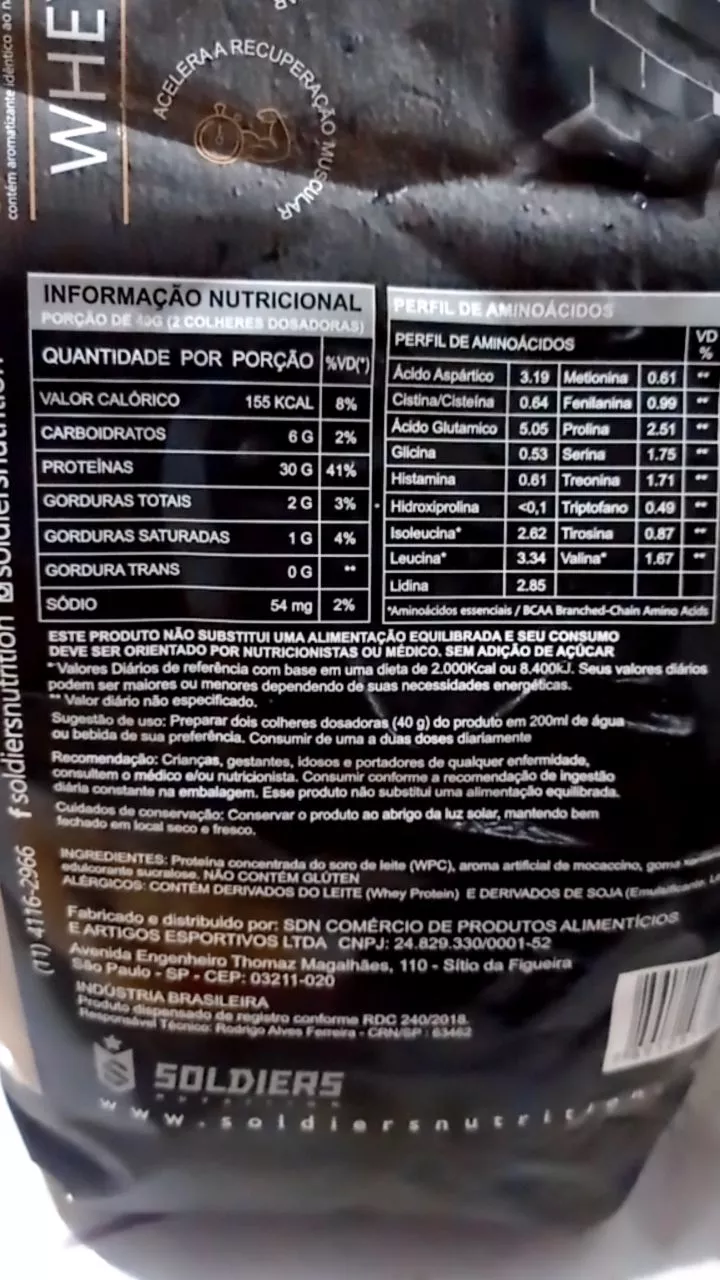 contém aromatizante idêntico ao
WHE
ACELERA A RECUPERAÇÃO MUSCULAR
INFORMAÇÃO NUTRICIONAL
PORÇÃO DE 40G (2 COLHERES DOSADORAS)
QUANTIDADE POR PORÇÃO %VD(*)
VALOR CALÓRICO 155 KCAL 8%
CARBOIDRATOS 6 G 2%
PROTEÍNAS 30 G 41%
GORDURAS TOTAIS 2 G 3%
GORDURAS SATURADAS 1 G 4%
GORDURA TRANS 0 G **
SÓDIO 54 mg 2%
PERFIL DE AMINOÁCIDOS
PERFIL DE AMINOÁCIDOS VD %
Ácido Aspártico 3.19 Metionina 0.61 **
Cistina/Cisteína 0.64 Fenilanina 0.99 **
Ácido Glutamico 5.05 Prolina 2.51 **
Glicina 0.53 Serina 1.75 **
Histamina 0.61 Treonina 1.71 **
Hidroxiprolina <0,1 Triptofano 0.49 **
Isoleucina* 2.62 Tirosina 0.87 **
Leucina* 3.34 Valina* 1.67 **
Lidina 2.85
*Aminoácidos essenciais / BCAA Branched-Chain Amino Acids
ESTE PRODUTO NÃO SUBSTITUI UMA ALIMENTAÇÃO EQUILIBRADA E SEU CONSUMO
DEVE SER ORIENTADO POR NUTRICIONISTAS OU MÉDICO. SEM ADIÇÃO DE AÇÚCAR
*Valores Diários de referência com base em uma dieta de 2.000Kcal ou 8.400kJ. Seus valores diários
podem ser maiores ou menores dependendo de suas necessidades energéticas.
** Valor diário não especificado.
Sugestão de uso: Preparar dois colheres dosadoras (40 g) do produto em 200ml de água
ou bebida de sua preferência. Consumir de uma a duas doses diariamente
Recomendação: Crianças, gestantes, idosos e portadores de qualquer enfermidade,
consultem o médico e/ou nutricionista. Consumir conforme a recomendação de ingestão
diária constante na embalagem. Esse produto não substitui uma alimentação equilibrada.
Cuidados de conservação: Conservar o produto ao abrigo da luz solar, mantendo bem
fechado em local seco e fresco.
INGREDIENTES: Proteína concentrada do soro de leite (WPC), aroma artificial de mocaccino, goma
edulcorante sucralose. NÃO CONTÉM GLÚTEN
ALÉRGICOS: CONTÉM DERIVADOS DO LEITE (Whey Protein) E DERIVADOS DE SOJA (Emulsificante.
Fabricado e distribuído por: SDN COMÉRCIO DE PRODUTOS ALIMENTÍCIOS
E ARTIGOS ESPORTIVOS LTDA CNPJ: 24.829.330/0001-52
Avenida Engenheiro Thomaz Magalhães, 110 - Sítio da Figueira
São Paulo - SP - CEP: 03211-020
INDÚSTRIA BRASILEIRA
Produto dispensado de registro conforme RDC 240/2018.
Responsável Técnico: Rodrigo Alves Ferreira - CRN/SP : 63462
SOLDIERS
www.soldiersnutrition
(11) 4116-2966 f soldiersnutrition soldiersnutrition